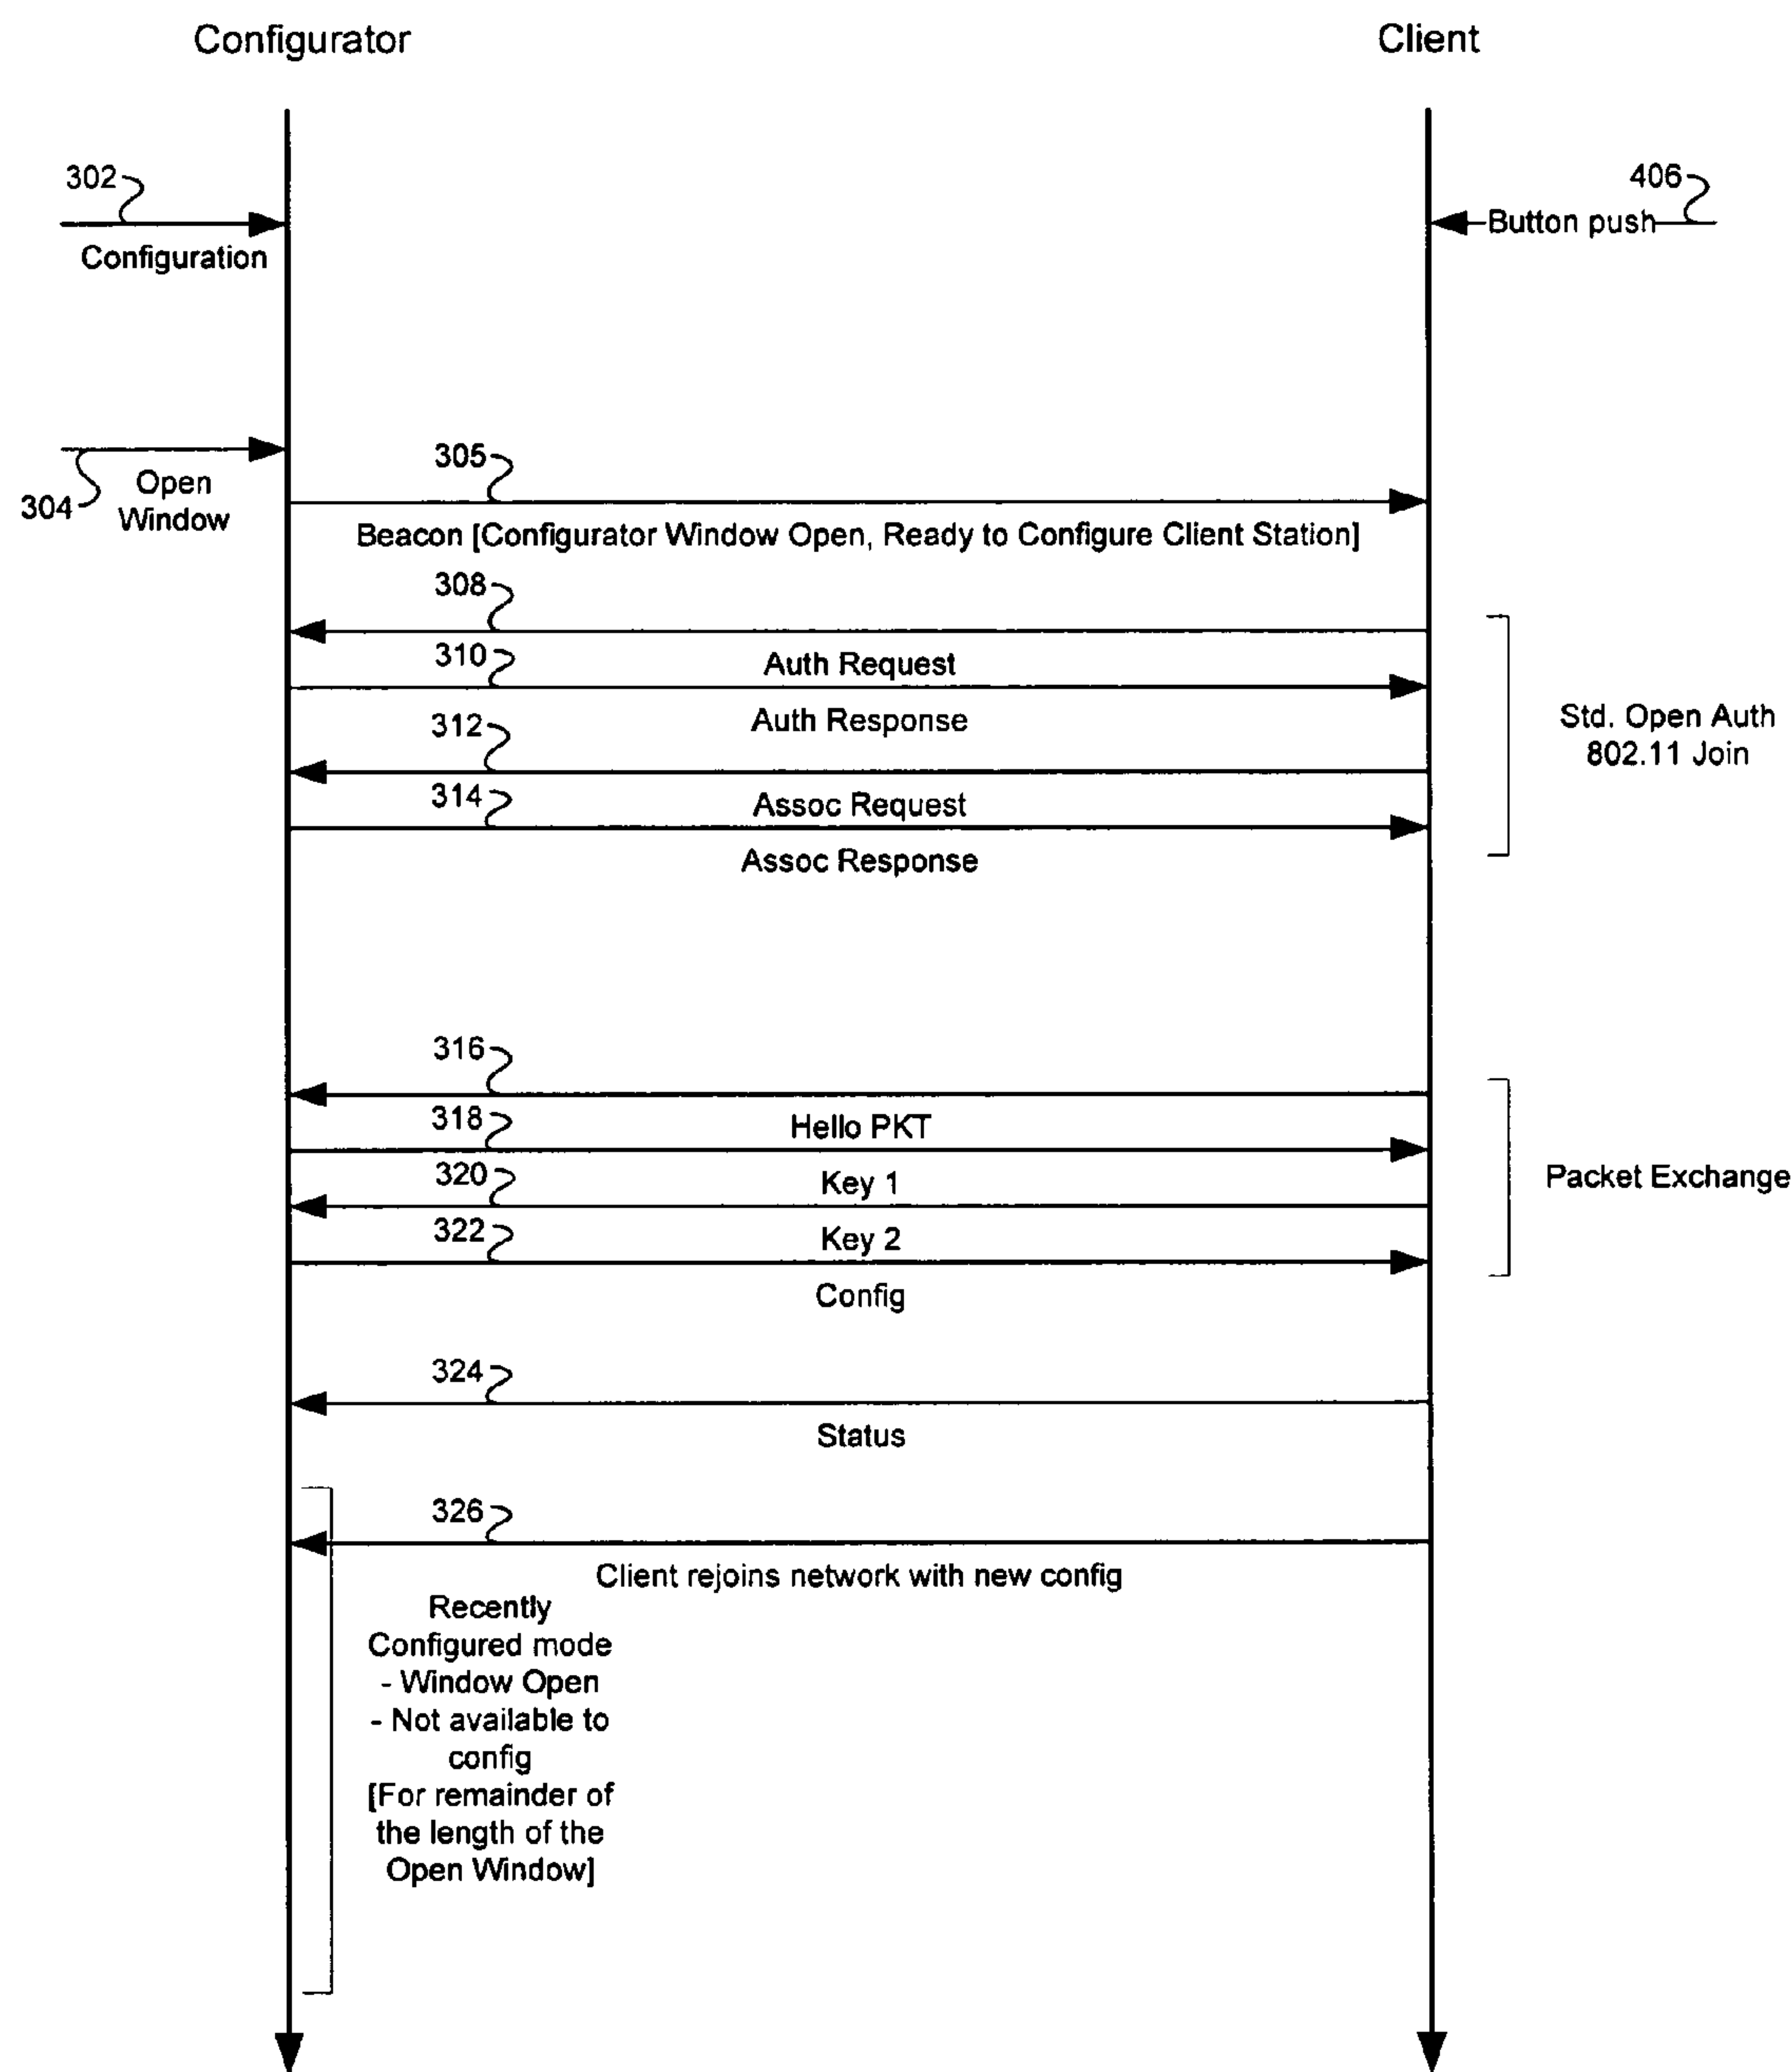 Configurator
Client
302
406
Button push
Configuration
304
Open
Window
305
Beacon [Configurator Window Open, Ready to Configure Client Station]
308
Auth Request
310
Auth Response
312
Assoc Request
314
Assoc Response
Std. Open Auth
802.11 Join
316
Hello PKT
318
Key 1
320
Key 2
322
Config
Packet Exchange
324
Status
326
Client rejoins network with new config
Recently
Configured mode
- Window Open
- Not available to
config
[For remainder of
the length of the
Open Window]